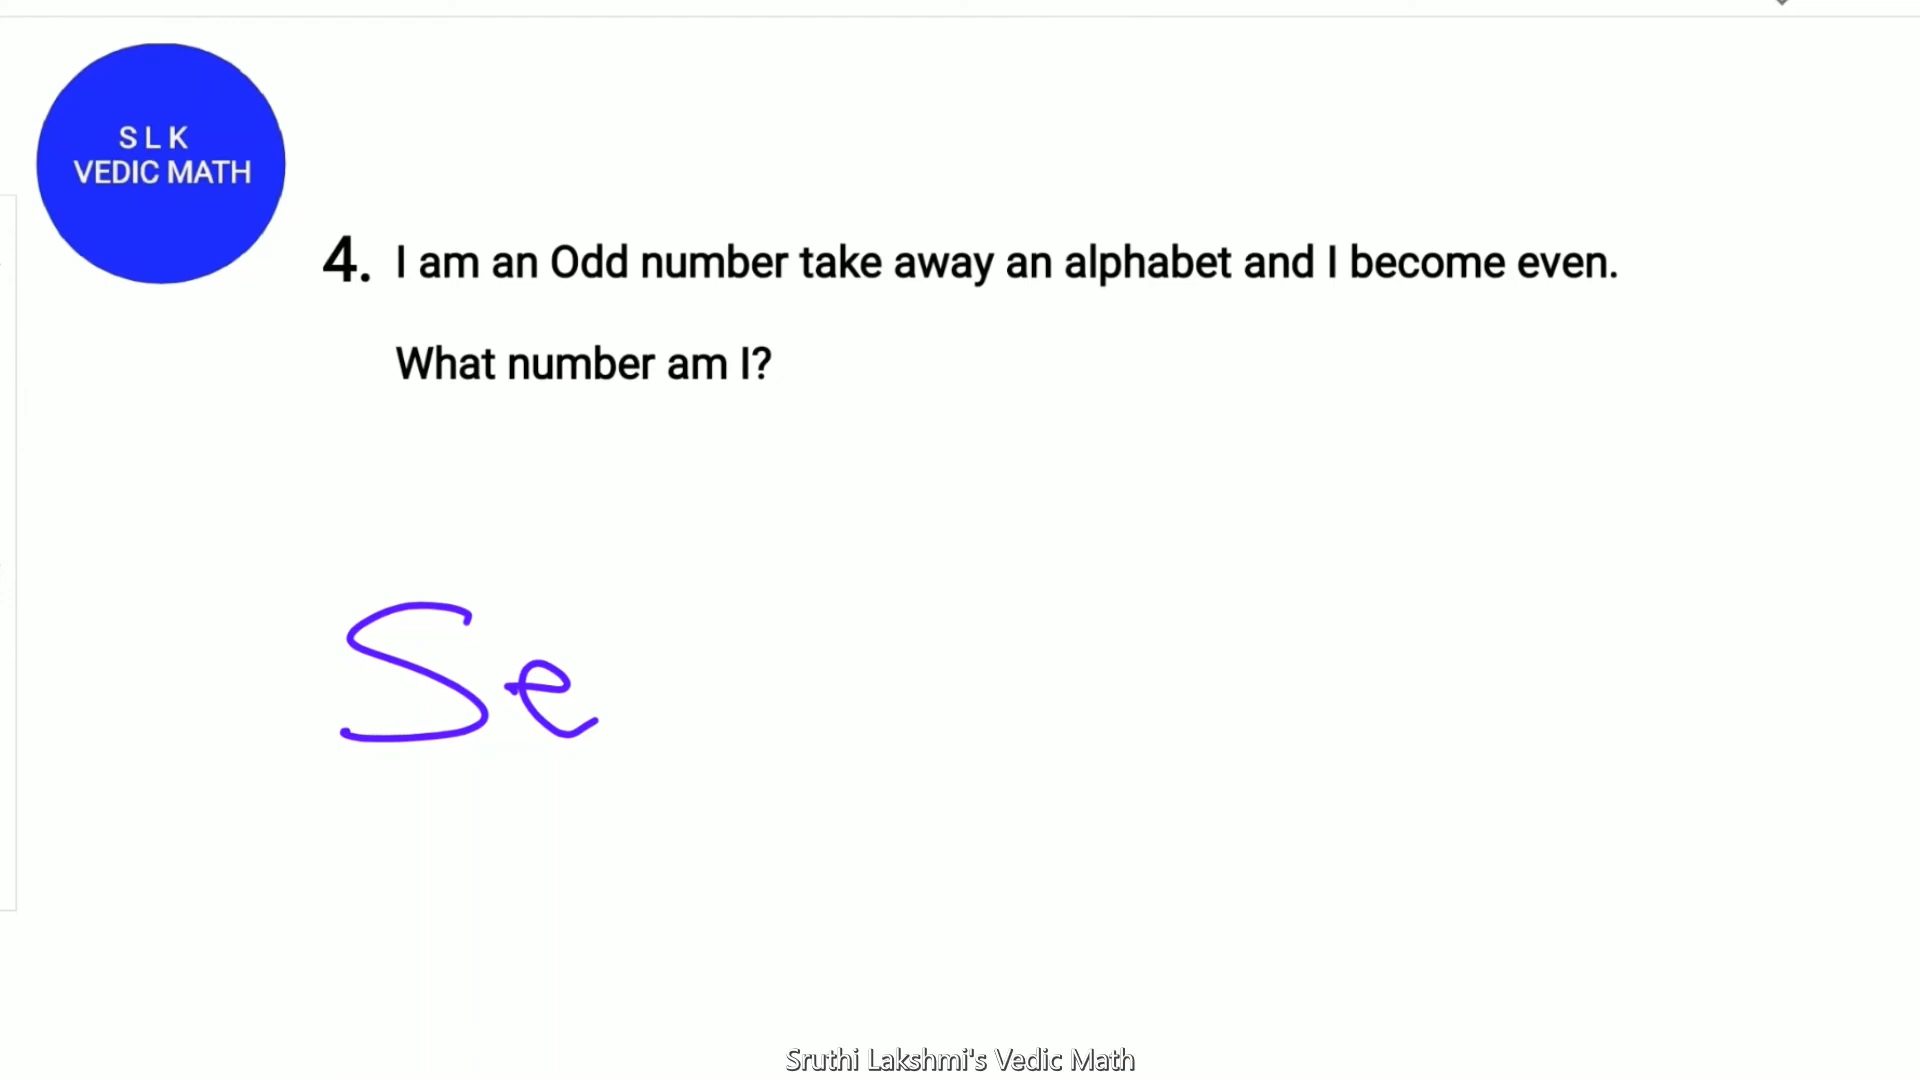 S L K
VEDIC MATH
4. I am an Odd number take away an alphabet and I become even.
What number am I?
Se
Sruthi Lakshmi's Vedic Math